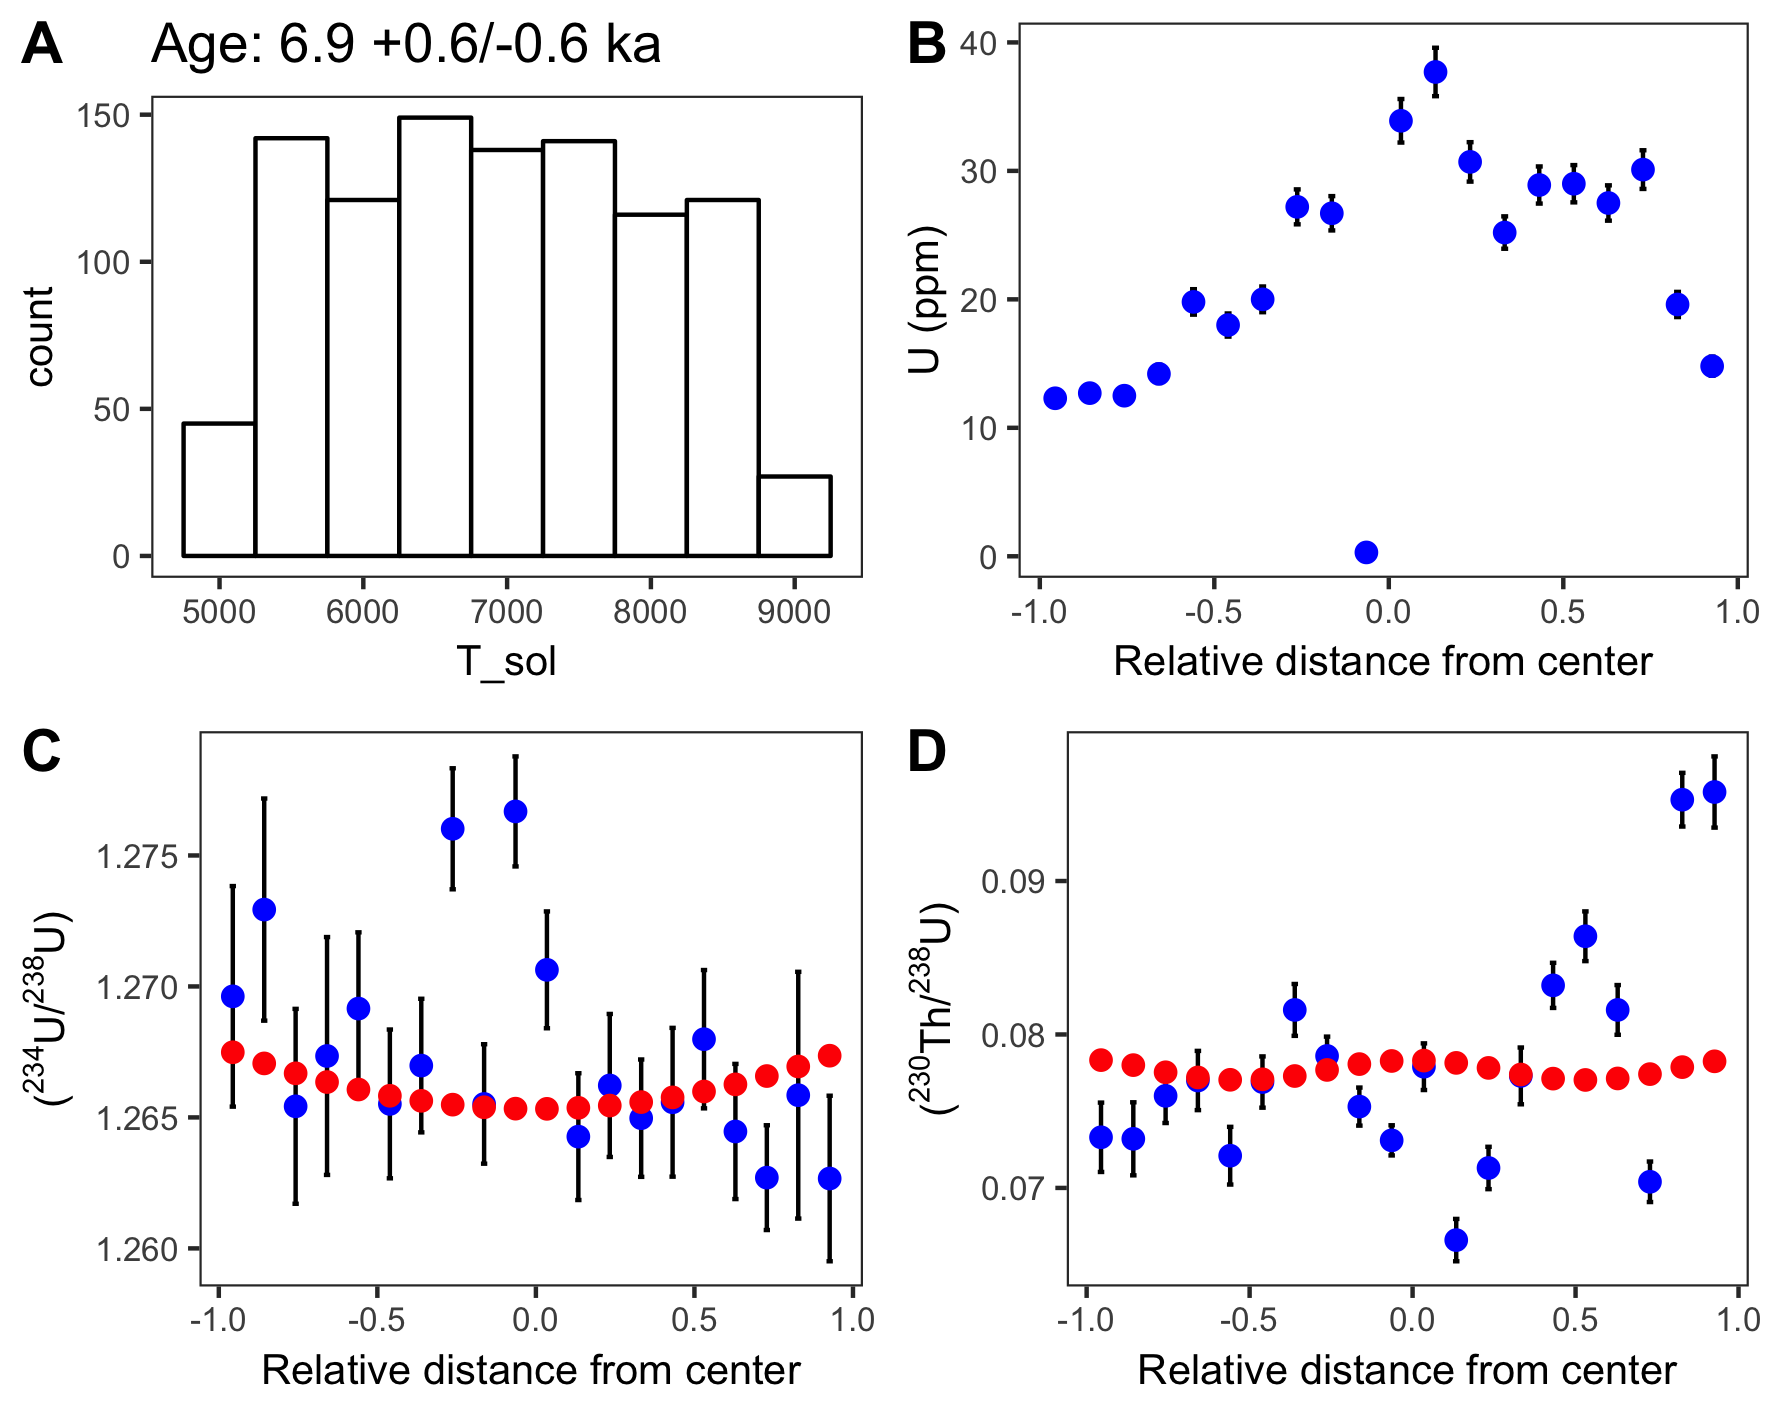 A
Age: 6.9 +0.6/-0.6 ka
150
100
50
0
count
5000 6000 7000 8000 9000
T_sol
B
40
30
20
10
0
U (ppm)
-1.0 -0.5 0.0 0.5 1.0
Relative distance from center
C
1.275
1.270
1.265
1.260
(²³⁴U/²³⁸U)
-1.0 -0.5 0.0 0.5 1.0
Relative distance from center
D
0.09
0.08
0.07
(²³⁰Th/²³⁸U)
-1.0 -0.5 0.0 0.5 1.0
Relative distance from center